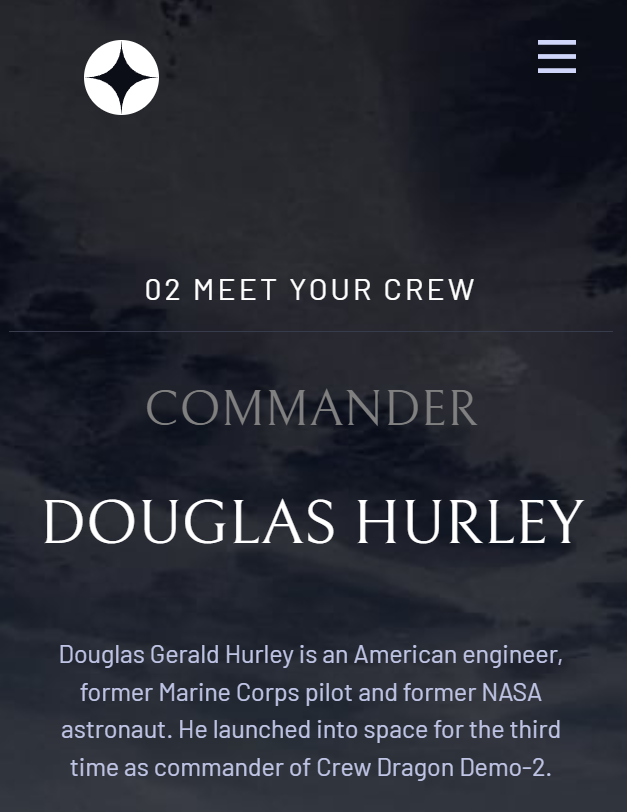 02 MEET YOUR CREW
COMMANDER
DOUGLAS HURLEY
Douglas Gerald Hurley is an American engineer,
former Marine Corps pilot and former NASA
astronaut. He launched into space for the third
time as commander of Crew Dragon Demo-2.